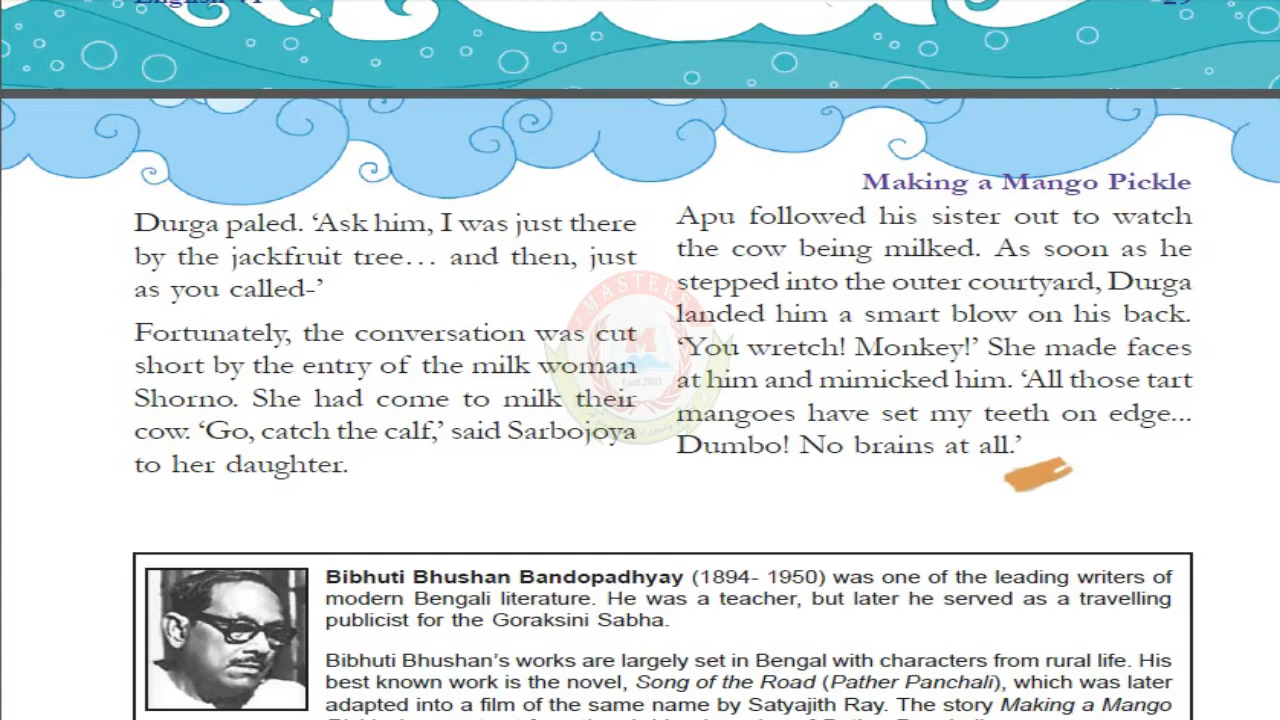 English VI
29
Making a Mango Pickle
Durga paled. ‘Ask him, I was just there
by the jackfruit tree… and then, just
as you called-’
Fortunately, the conversation was cut
short by the entry of the milk woman
Shorno. She had come to milk their
cow. ‘Go, catch the calf,’ said Sarbojoya
to her daughter.
Apu followed his sister out to watch
the cow being milked. As soon as he
stepped into the outer courtyard, Durga
landed him a smart blow on his back.
‘You wretch! Monkey!’ She made faces
at him and mimicked him. ‘All those tart
mangoes have set my teeth on edge...
Dumbo! No brains at all.’
MASTERS
M
Estd.2003
Bibhuti Bhushan Bandopadhyay (1894- 1950) was one of the leading writers of
modern Bengali literature. He was a teacher, but later he served as a travelling
publicist for the Goraksini Sabha.
Bibhuti Bhushan’s works are largely set in Bengal with characters from rural life. His
best known work is the novel, Song of the Road (Pather Panchali), which was later
adapted into a film of the same name by Satyajith Ray. The story Making a Mango